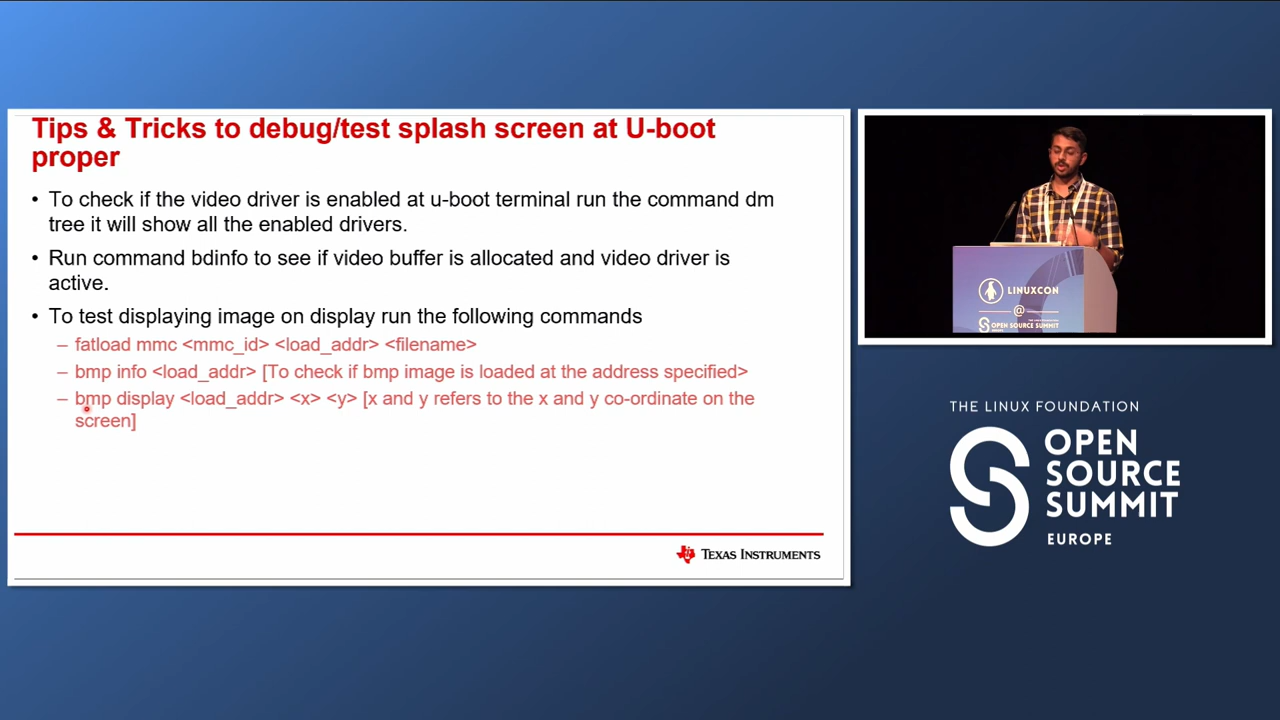 Tips & Tricks to debug/test splash screen at U-boot
proper
• To check if the video driver is enabled at u-boot terminal run the command dm
tree it will show all the enabled drivers.
• Run command bdinfo to see if video buffer is allocated and video driver is
active.
• To test displaying image on display run the following commands
– fatload mmc <mmc_id> <load_addr> <filename>
– bmp info <load_addr> [To check if bmp image is loaded at the address specified>
– bmp display <load_addr> <x> <y> [x and y refers to the x and y co-ordinate on the
screen]
TEXAS INSTRUMENTS
LINUXCON
@
THE LINUX FOUNDATION
OPEN SOURCE SUMMIT
THE LINUX FOUNDATION
OPEN
SOURCE
SUMMIT
EUROPE